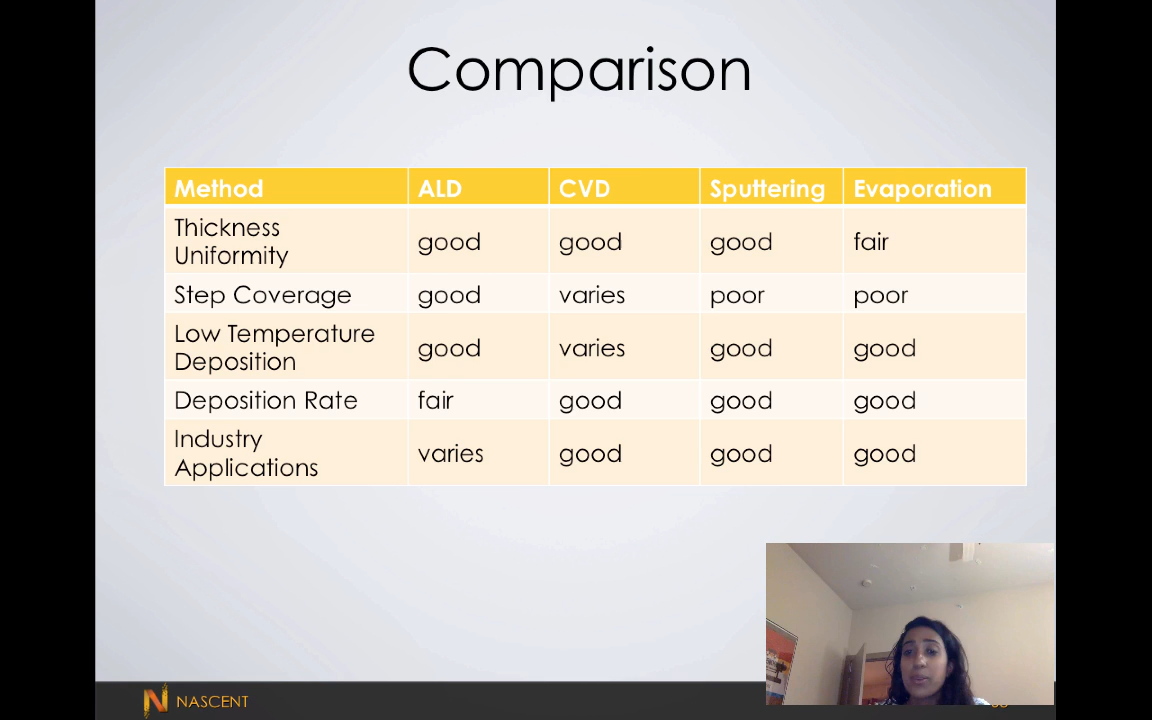 Comparison
Method ALD CVD Sputtering Evaporation
Thickness
Uniformity good good good fair
Step Coverage good varies poor poor
Low Temperature
Deposition good varies good good
Deposition Rate fair good good good
Industry
Applications varies good good good
NASCENT